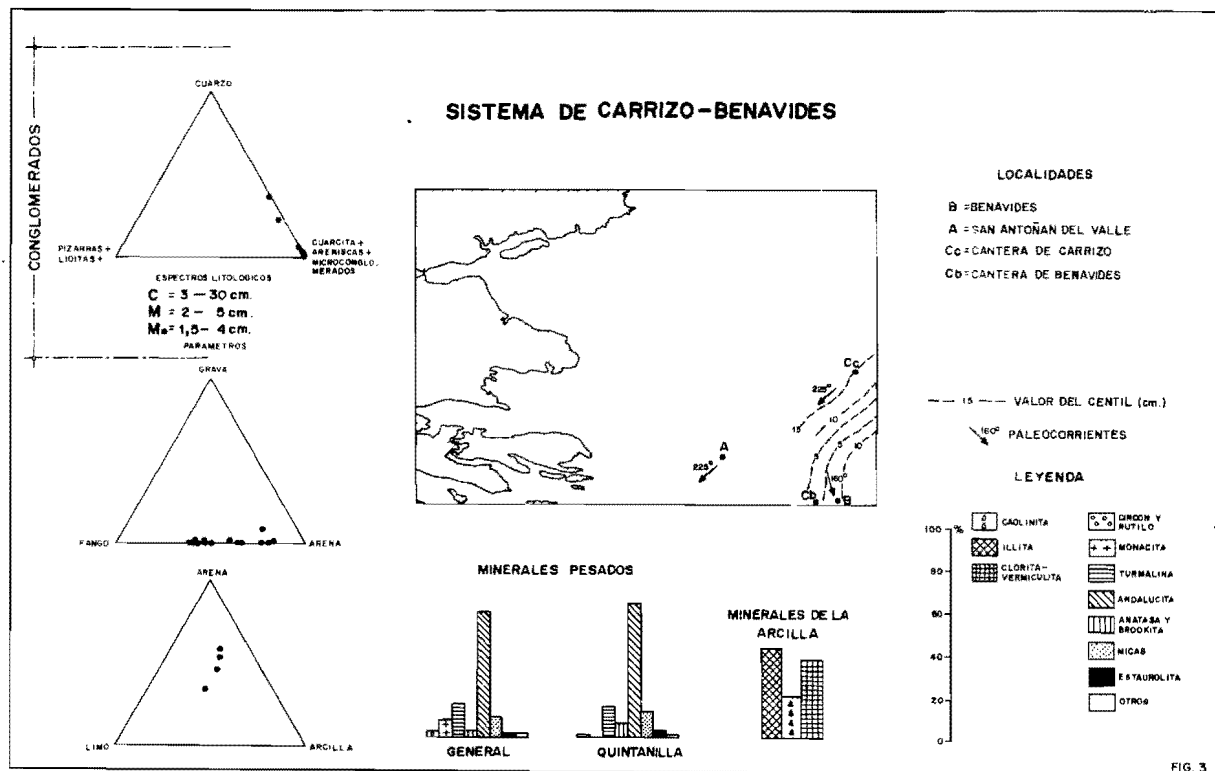 SISTEMA DE CARRIZO-BENAVIDES
CONGLOMERADOS
CUARZO
PIZARRAS +
LIDITAS +
CUARCITA +
ARENISCAS +
MICROCONGLO.
MERADOS
ESPECTROS LITOLOGICOS
C = 3 - 30 cm.
M = 2 - 5 cm.
PARAMETROS
GRAVA
FANGO
ARENA
ARENA
LIMO
ARCILLA
Cc
225°
15
10
5
5
10
A
225°
160°
Cb
B
LOCALIDADES
B = BENAVIDES
A = SAN ANTOÑAN DEL VALLE
Cc = CANTERA DE CARRIZO
Cb = CANTERA DE BENAVIDES
15 VALOR DEL CENTIL (cm.)
160° PALEOCORRIENTES
LEYENDA
CAOLINITA
ILLITA
CLORITA-
VERMICULITA
100 %
80
60
40
20
0
CIRCON Y
RUTILO
MONACITA
TURMALINA
ANDALUCITA
ANATASA Y
BROOKITA
MICAS
ESTAUROLITA
OTROS
MINERALES PESADOS
GENERAL
QUINTANILLA
MINERALES DE LA
ARCILLA
FIG. 3